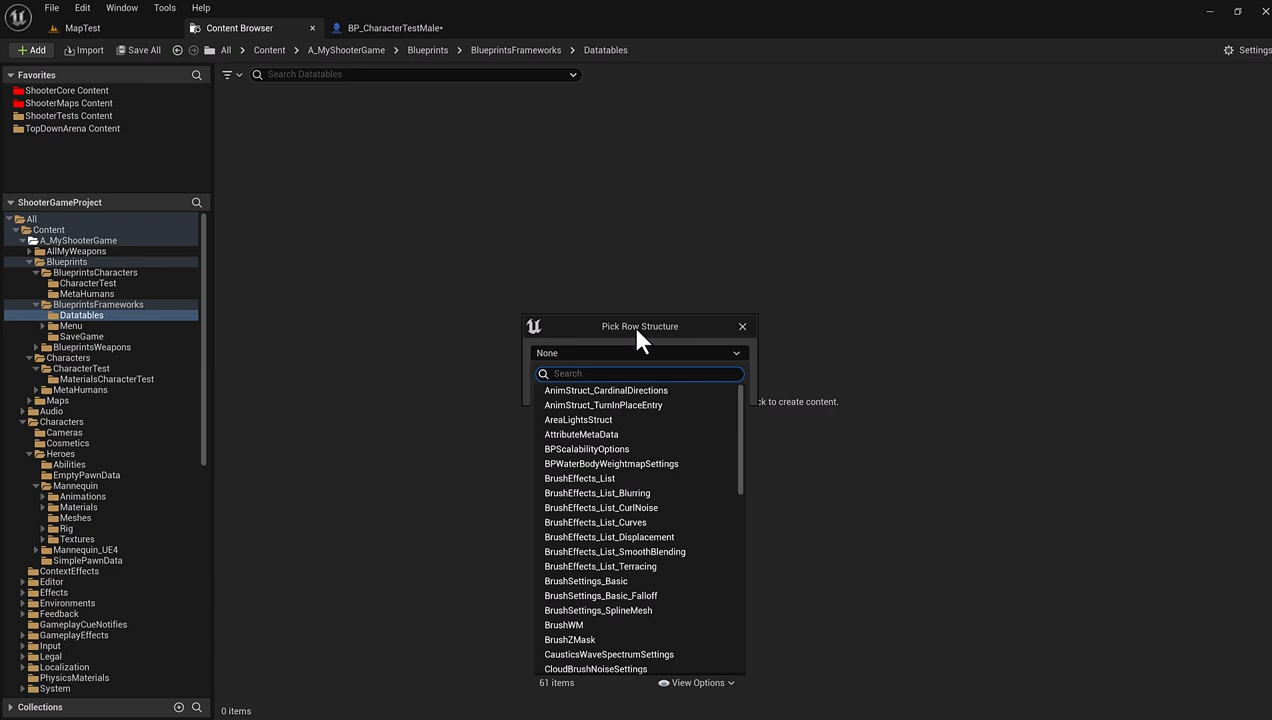 File Edit Window Tools Help
MapTest Content Browser BP_CharacterTestMale*
Add Import Save All All Content A_MyShooterGame Blueprints BlueprintsFrameworks Datatables Settings
Favorites
Search Datatables
ShooterCore Content
ShooterMaps Content
ShooterTests Content
TopDownArena Content
ShooterGameProject
All
Content
A_MyShooterGame
AllMyWeapons
Blueprints
BlueprintsCharacters
CharacterTest
MetaHumans
BlueprintsFrameworks
Datatables
Menu
SaveGame
BlueprintsWeapons
Characters
CharacterTest
MaterialsCharacterTest
MetaHumans
Maps
Audio
Characters
Cameras
Cosmetics
Heroes
Abilities
EmptyPawnData
Mannequin
Animations
Materials
Meshes
Rig
Textures
Mannequin_UE4
SimplePawnData
ContextEffects
Editor
Effects
Environments
Feedback
GameplayCueNotifies
GameplayEffects
Input
Legal
Localization
PhysicsMaterials
System
Collections
Pick Row Structure
None
Search
AnimStruct_CardinalDirections
AnimStruct_TurnInPlaceEntry
ck to create content.
AreaLightsStruct
AttributeMetaData
BPScalabilityOptions
BPWaterBodyWeightmapSettings
BrushEffects_List
BrushEffects_List_Blurring
BrushEffects_List_CurlNoise
BrushEffects_List_Curves
BrushEffects_List_Displacement
BrushEffects_List_SmoothBlending
BrushEffects_List_Terracing
BrushSettings_Basic
BrushSettings_Basic_Falloff
BrushSettings_SplineMesh
BrushWM
BrushZMask
CausticsWaveSpectrumSettings
CloudBrushNoiseSettings
61 items View Options
0 items